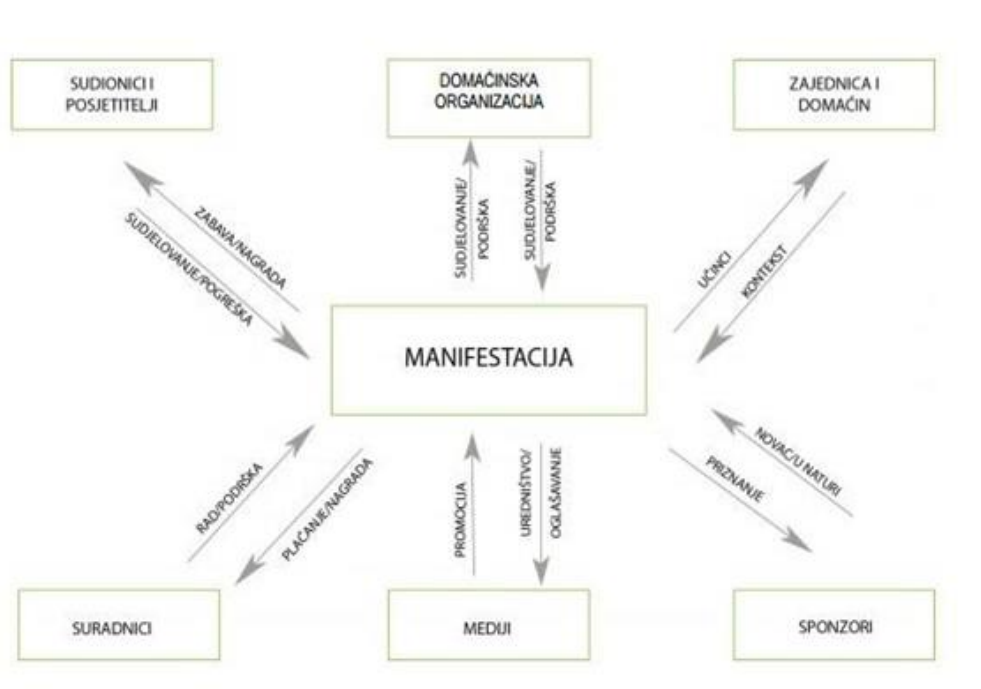 SUDIONICI I
POSJETITELJI
DOMAĆINSKA
ORGANIZACIJA
ZAJEDNICA I
DOMAĆIN
ZABAVA/NAGRADA
SUDJELOVANJE/POGREŠKA
SUDJELOVANJE/
PODRŠKA
SUDJELOVANJE/
PODRŠKA
UČINCI
KONTEKST
MANIFESTACIJA
RAD/PODRŠKA
PLAĆANJE/NAGRADA
PROMOCIJA
UREDNIŠTVO/
OGLAŠAVANJE
PRIZNANJE
NOVAC/U NATURI
SURADNICI
MEDIJI
SPONZORI